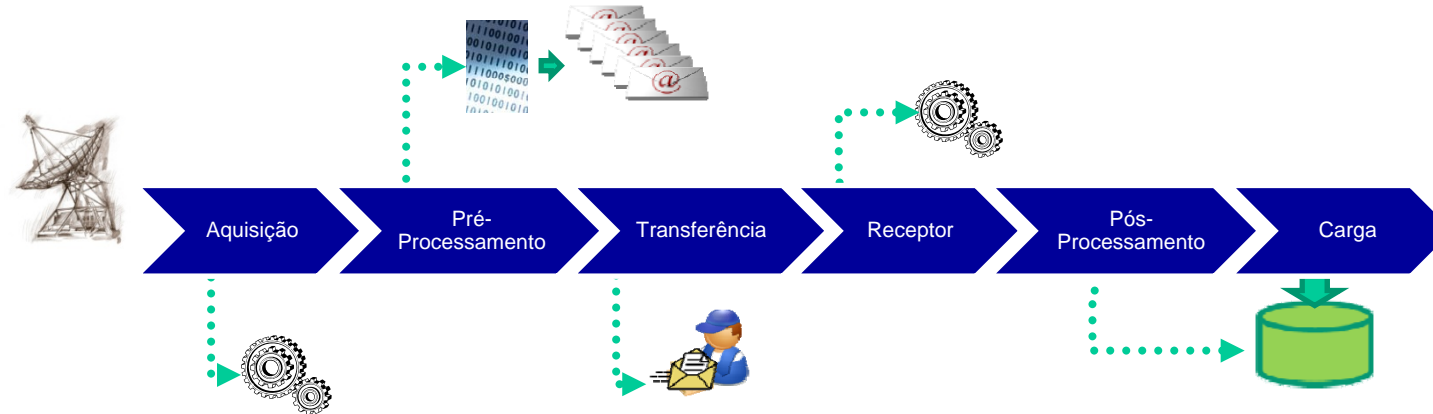 Aquisição
Pré-
Processamento
Transferência
Receptor
Pós-
Processamento
Carga